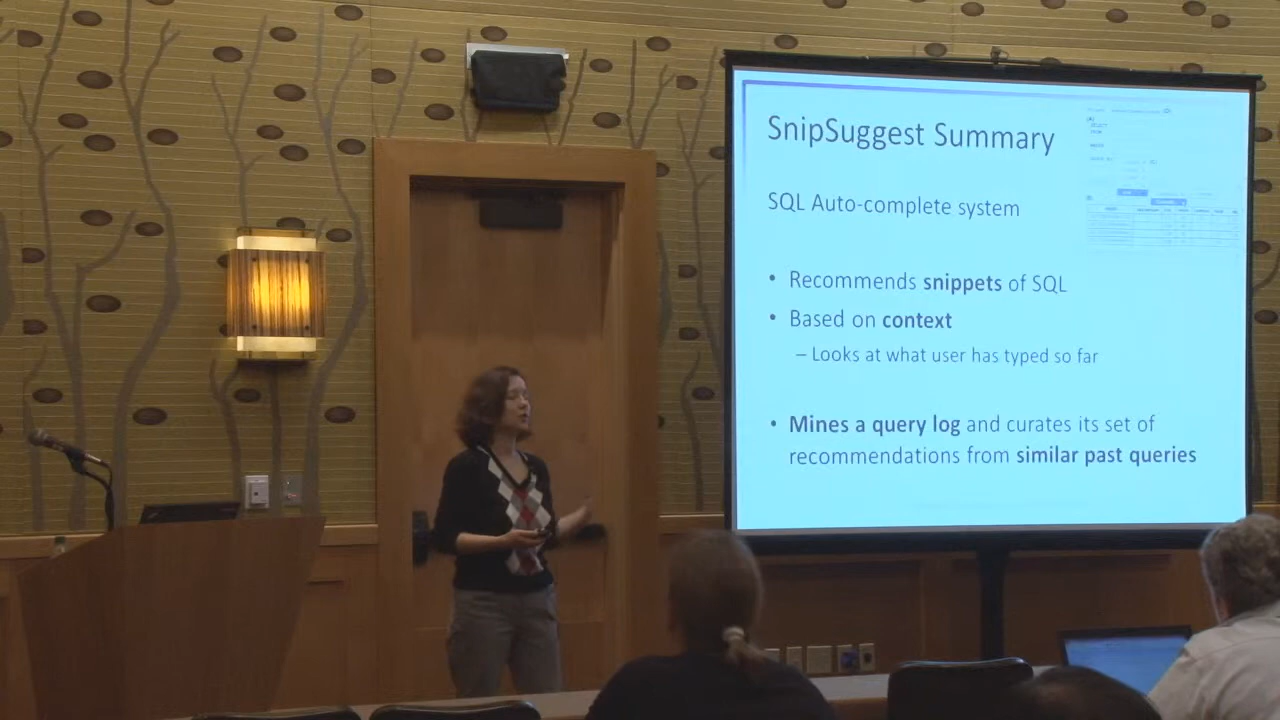 SnipSuggest Summary
SQL Auto-complete system
• Recommends snippets of SQL
• Based on context
– Looks at what user has typed so far
• Mines a query log and curates its set of
recommendations from similar past queries